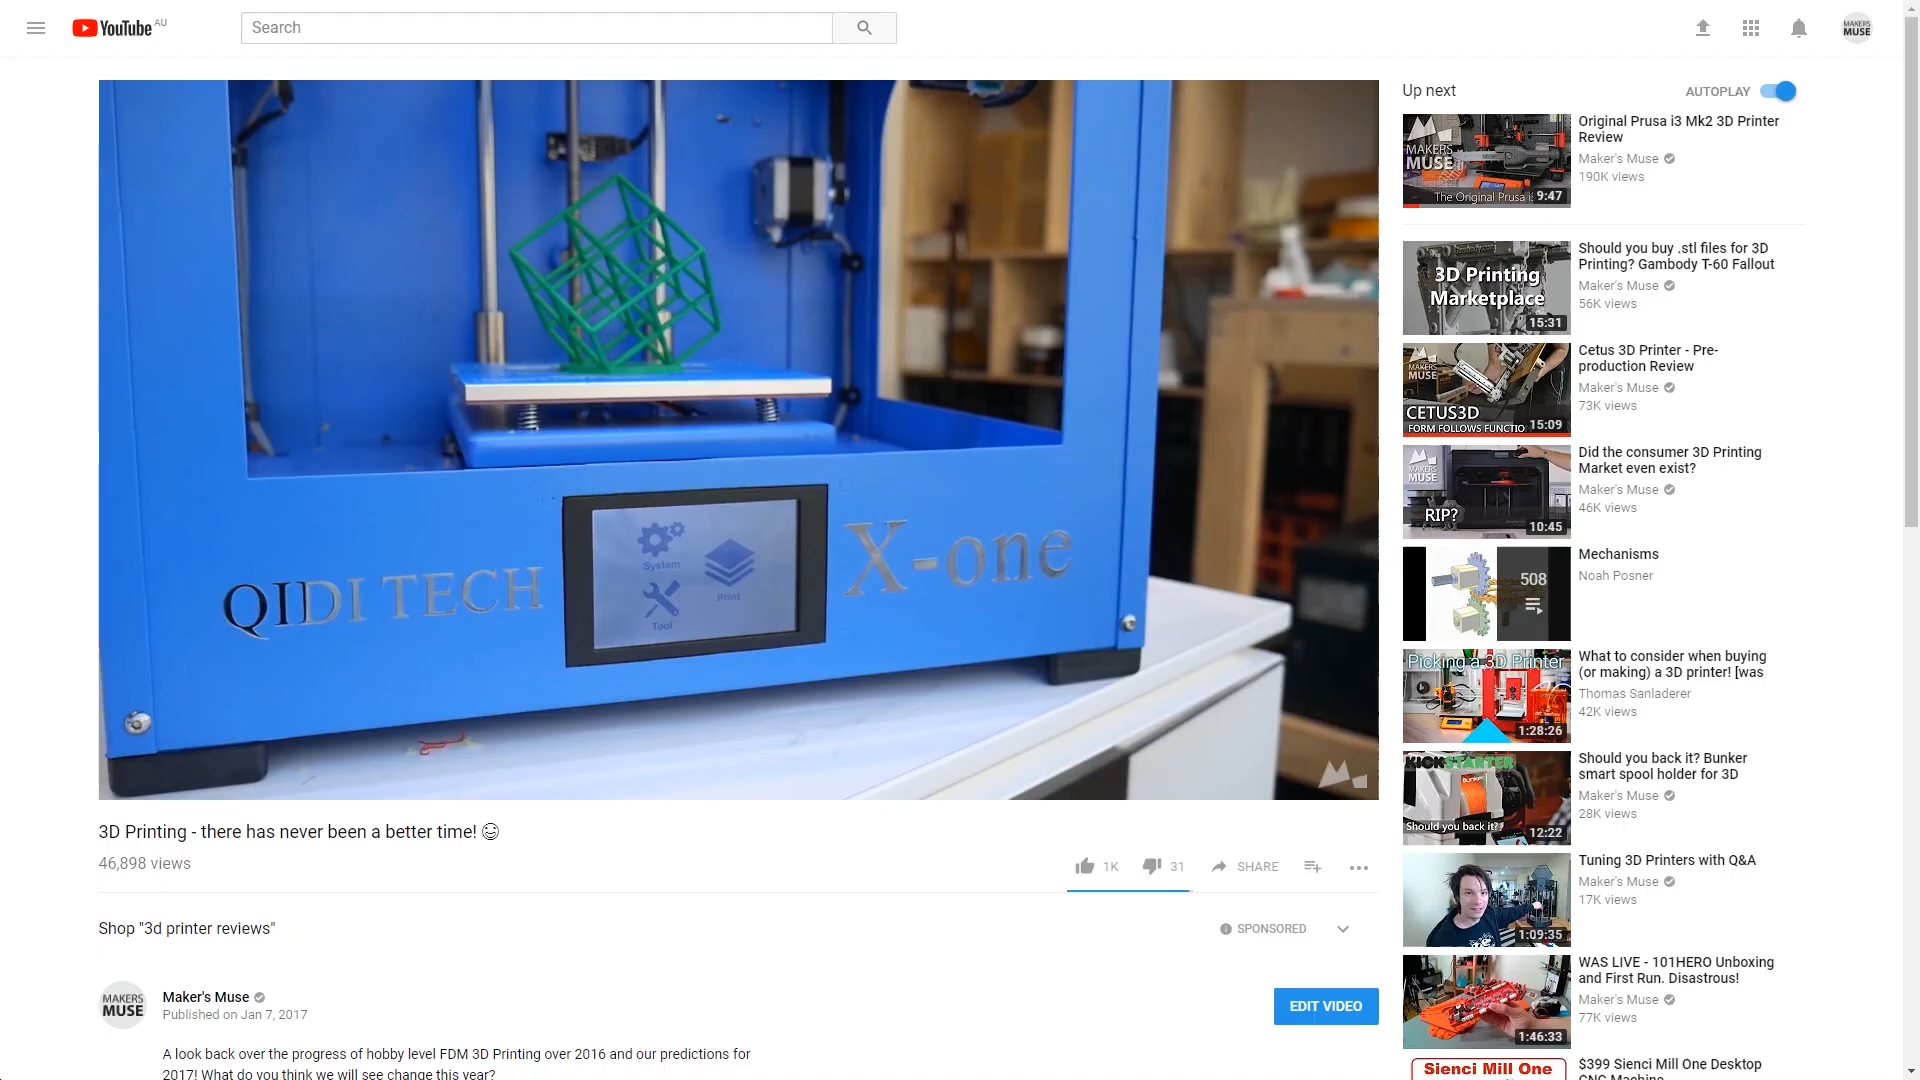 YouTube AU
Search
MAKERS
MUSE
System
Print
Tool
QIDI TECH
X-one
3D Printing - there has never been a better time! 😊
46,898 views
1K
31
SHARE
Shop "3d printer reviews"
SPONSORED
MAKERS
MUSE
Maker's Muse
Published on Jan 7, 2017
EDIT VIDEO
A look back over the progress of hobby level FDM 3D Printing over 2016 and our predictions for
2017! What do you think we will see change this year?
Up next
AUTOPLAY
MAKERS
MUSE
The Original Prusa i3
9:47
Original Prusa i3 Mk2 3D Printer
Review
Maker's Muse
190K views
3D Printing
Marketplace
15:31
Should you buy .stl files for 3D
Printing? Gambody T-60 Fallout
Maker's Muse
56K views
MAKERS
MUSE
CETUS3D
FORM FOLLOWS FUNCTIO
15:09
Cetus 3D Printer - Pre-
production Review
Maker's Muse
73K views
MAKERS
MUSE
RIP?
10:45
Did the consumer 3D Printing
Market even exist?
Maker's Muse
46K views
508
Mechanisms
Noah Posner
Picking a 3D Printer
1:28:26
What to consider when buying
(or making) a 3D printer! [was
Thomas Sanladerer
42K views
KICKSTARTER
bunker
Should you back it?
12:22
Should you back it? Bunker
smart spool holder for 3D
Maker's Muse
28K views
1:09:35
Tuning 3D Printers with Q&A
Maker's Muse
17K views
1:46:33
WAS LIVE - 101HERO Unboxing
and First Run. Disastrous!
Maker's Muse
77K views
Sienci Mill One
$399 Sienci Mill One Desktop
CNC Machine